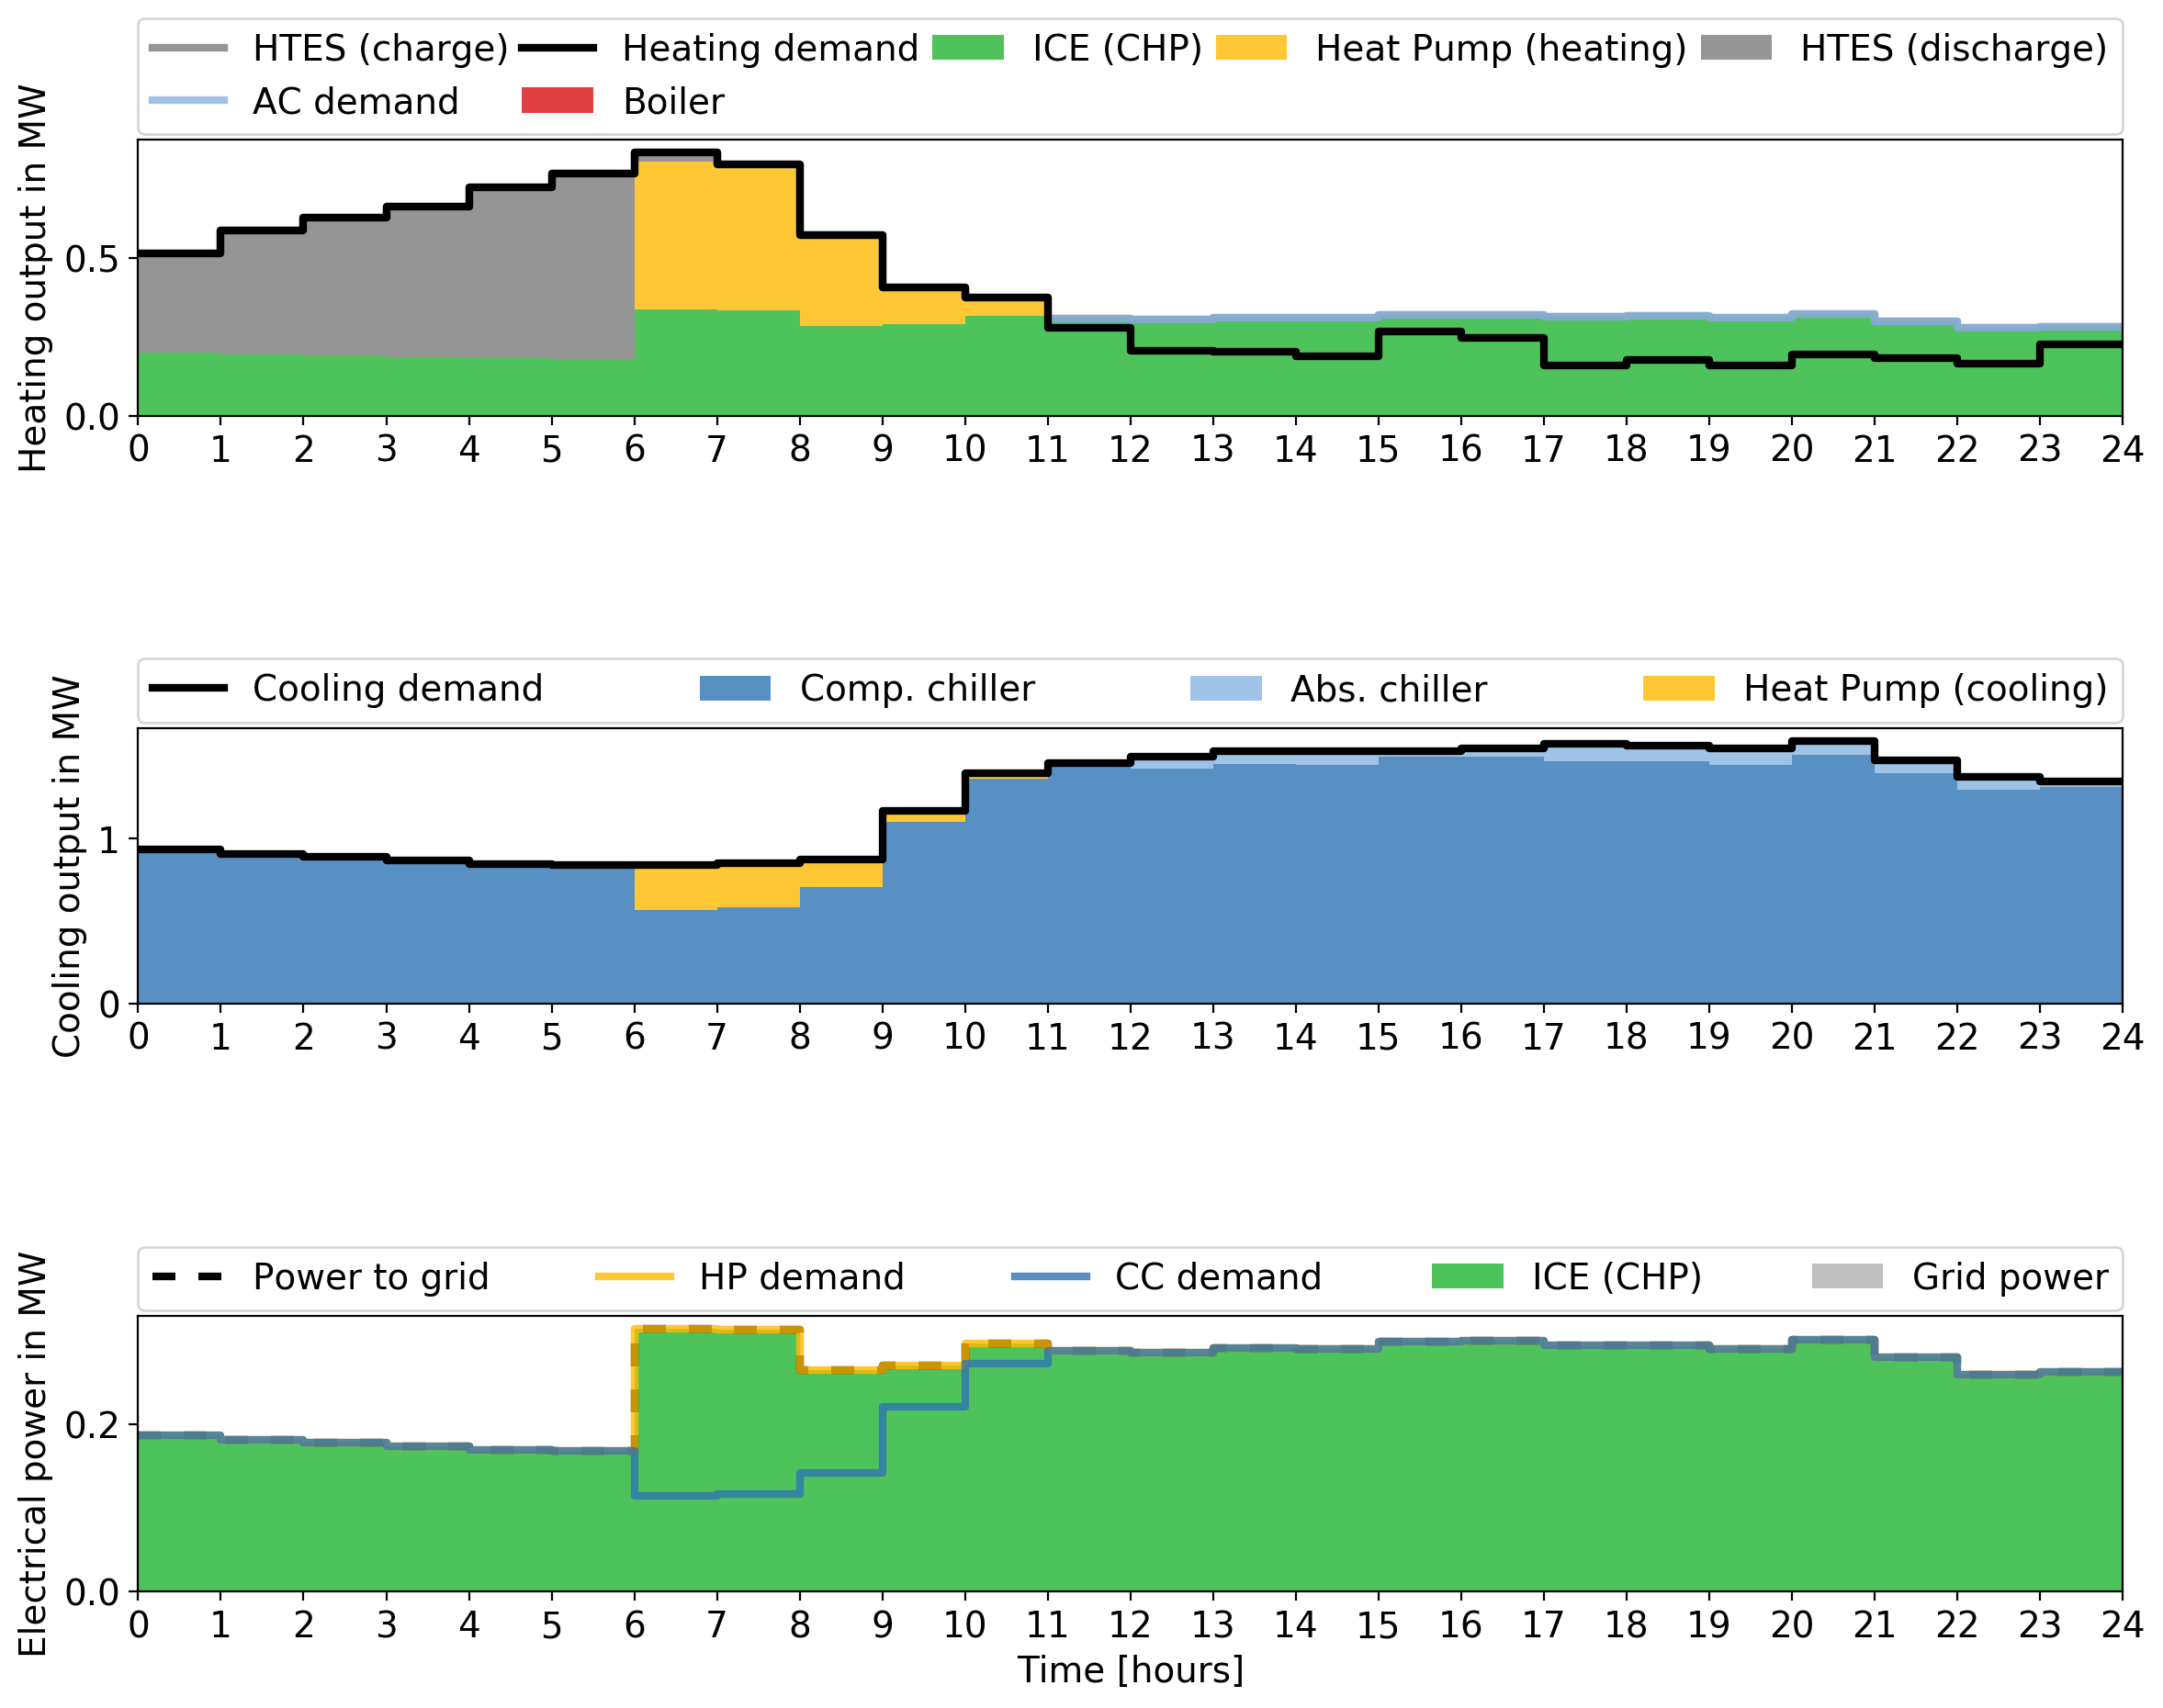 HTES (charge) Heating demand ICE (CHP) Heat Pump (heating) HTES (discharge)
AC demand Boiler
Heating output in MW
0.5
0.0
0 1 2 3 4 5 6 7 8 9 10 11 12 13 14 15 16 17 18 19 20 21 22 23 24
Cooling demand Comp. chiller Abs. chiller Heat Pump (cooling)
Cooling output in MW
1
0
0 1 2 3 4 5 6 7 8 9 10 11 12 13 14 15 16 17 18 19 20 21 22 23 24
Power to grid HP demand CC demand ICE (CHP) Grid power
Electrical power in MW
0.2
0.0
0 1 2 3 4 5 6 7 8 9 10 11 12 13 14 15 16 17 18 19 20 21 22 23 24
Time [hours]